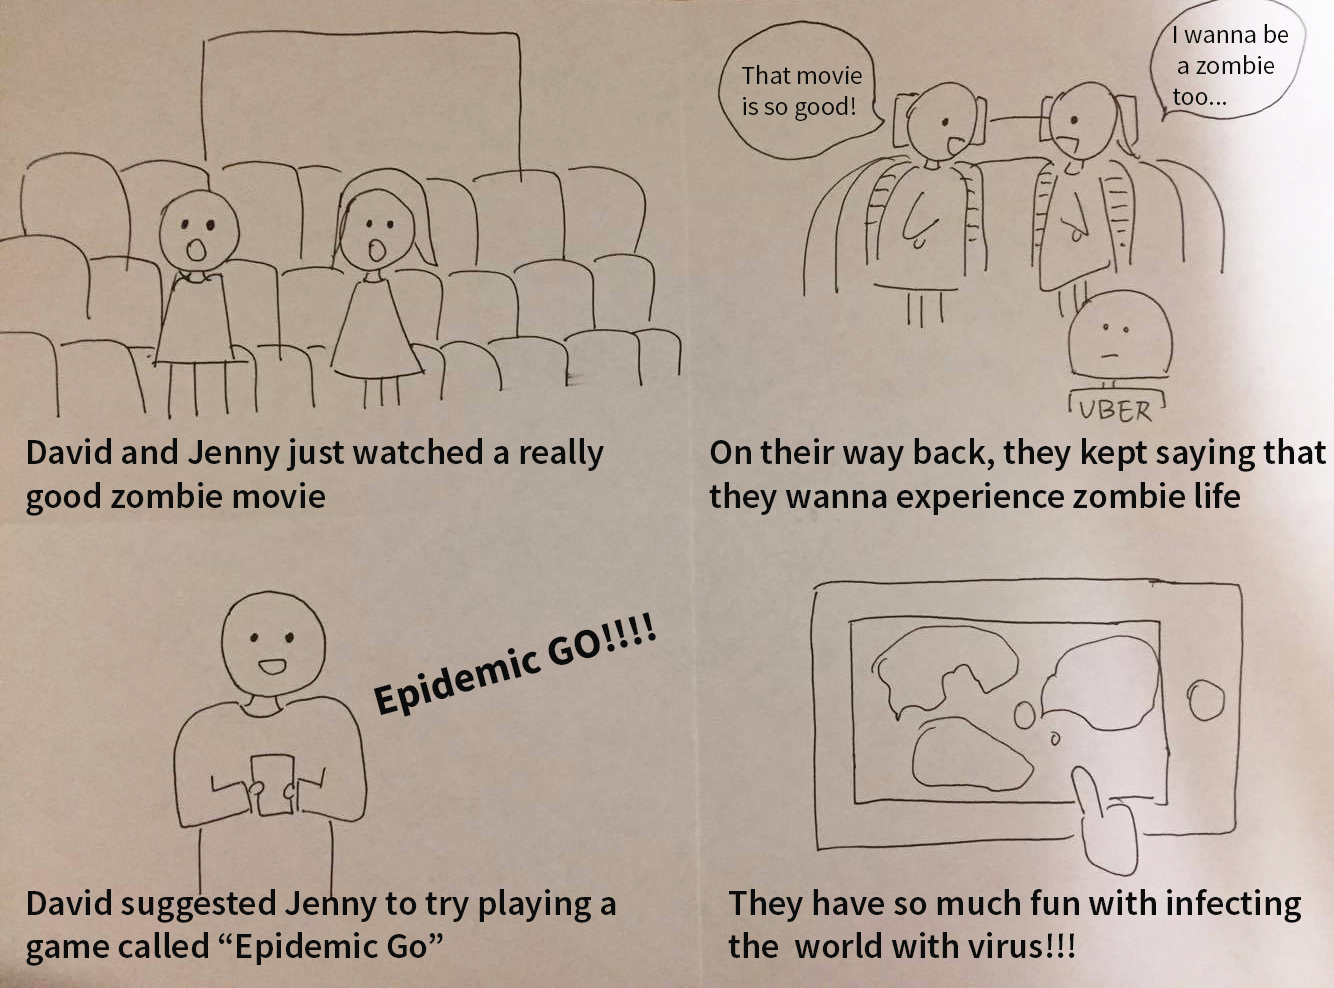 That movie
is so good!
I wanna be
a zombie
too...
UBER
David and Jenny just watched a really
good zombie movie
On their way back, they kept saying that
they wanna experience zombie life
Epidemic GO!!!!
David suggested Jenny to try playing a
game called “Epidemic Go”
They have so much fun with infecting
the world with virus!!!